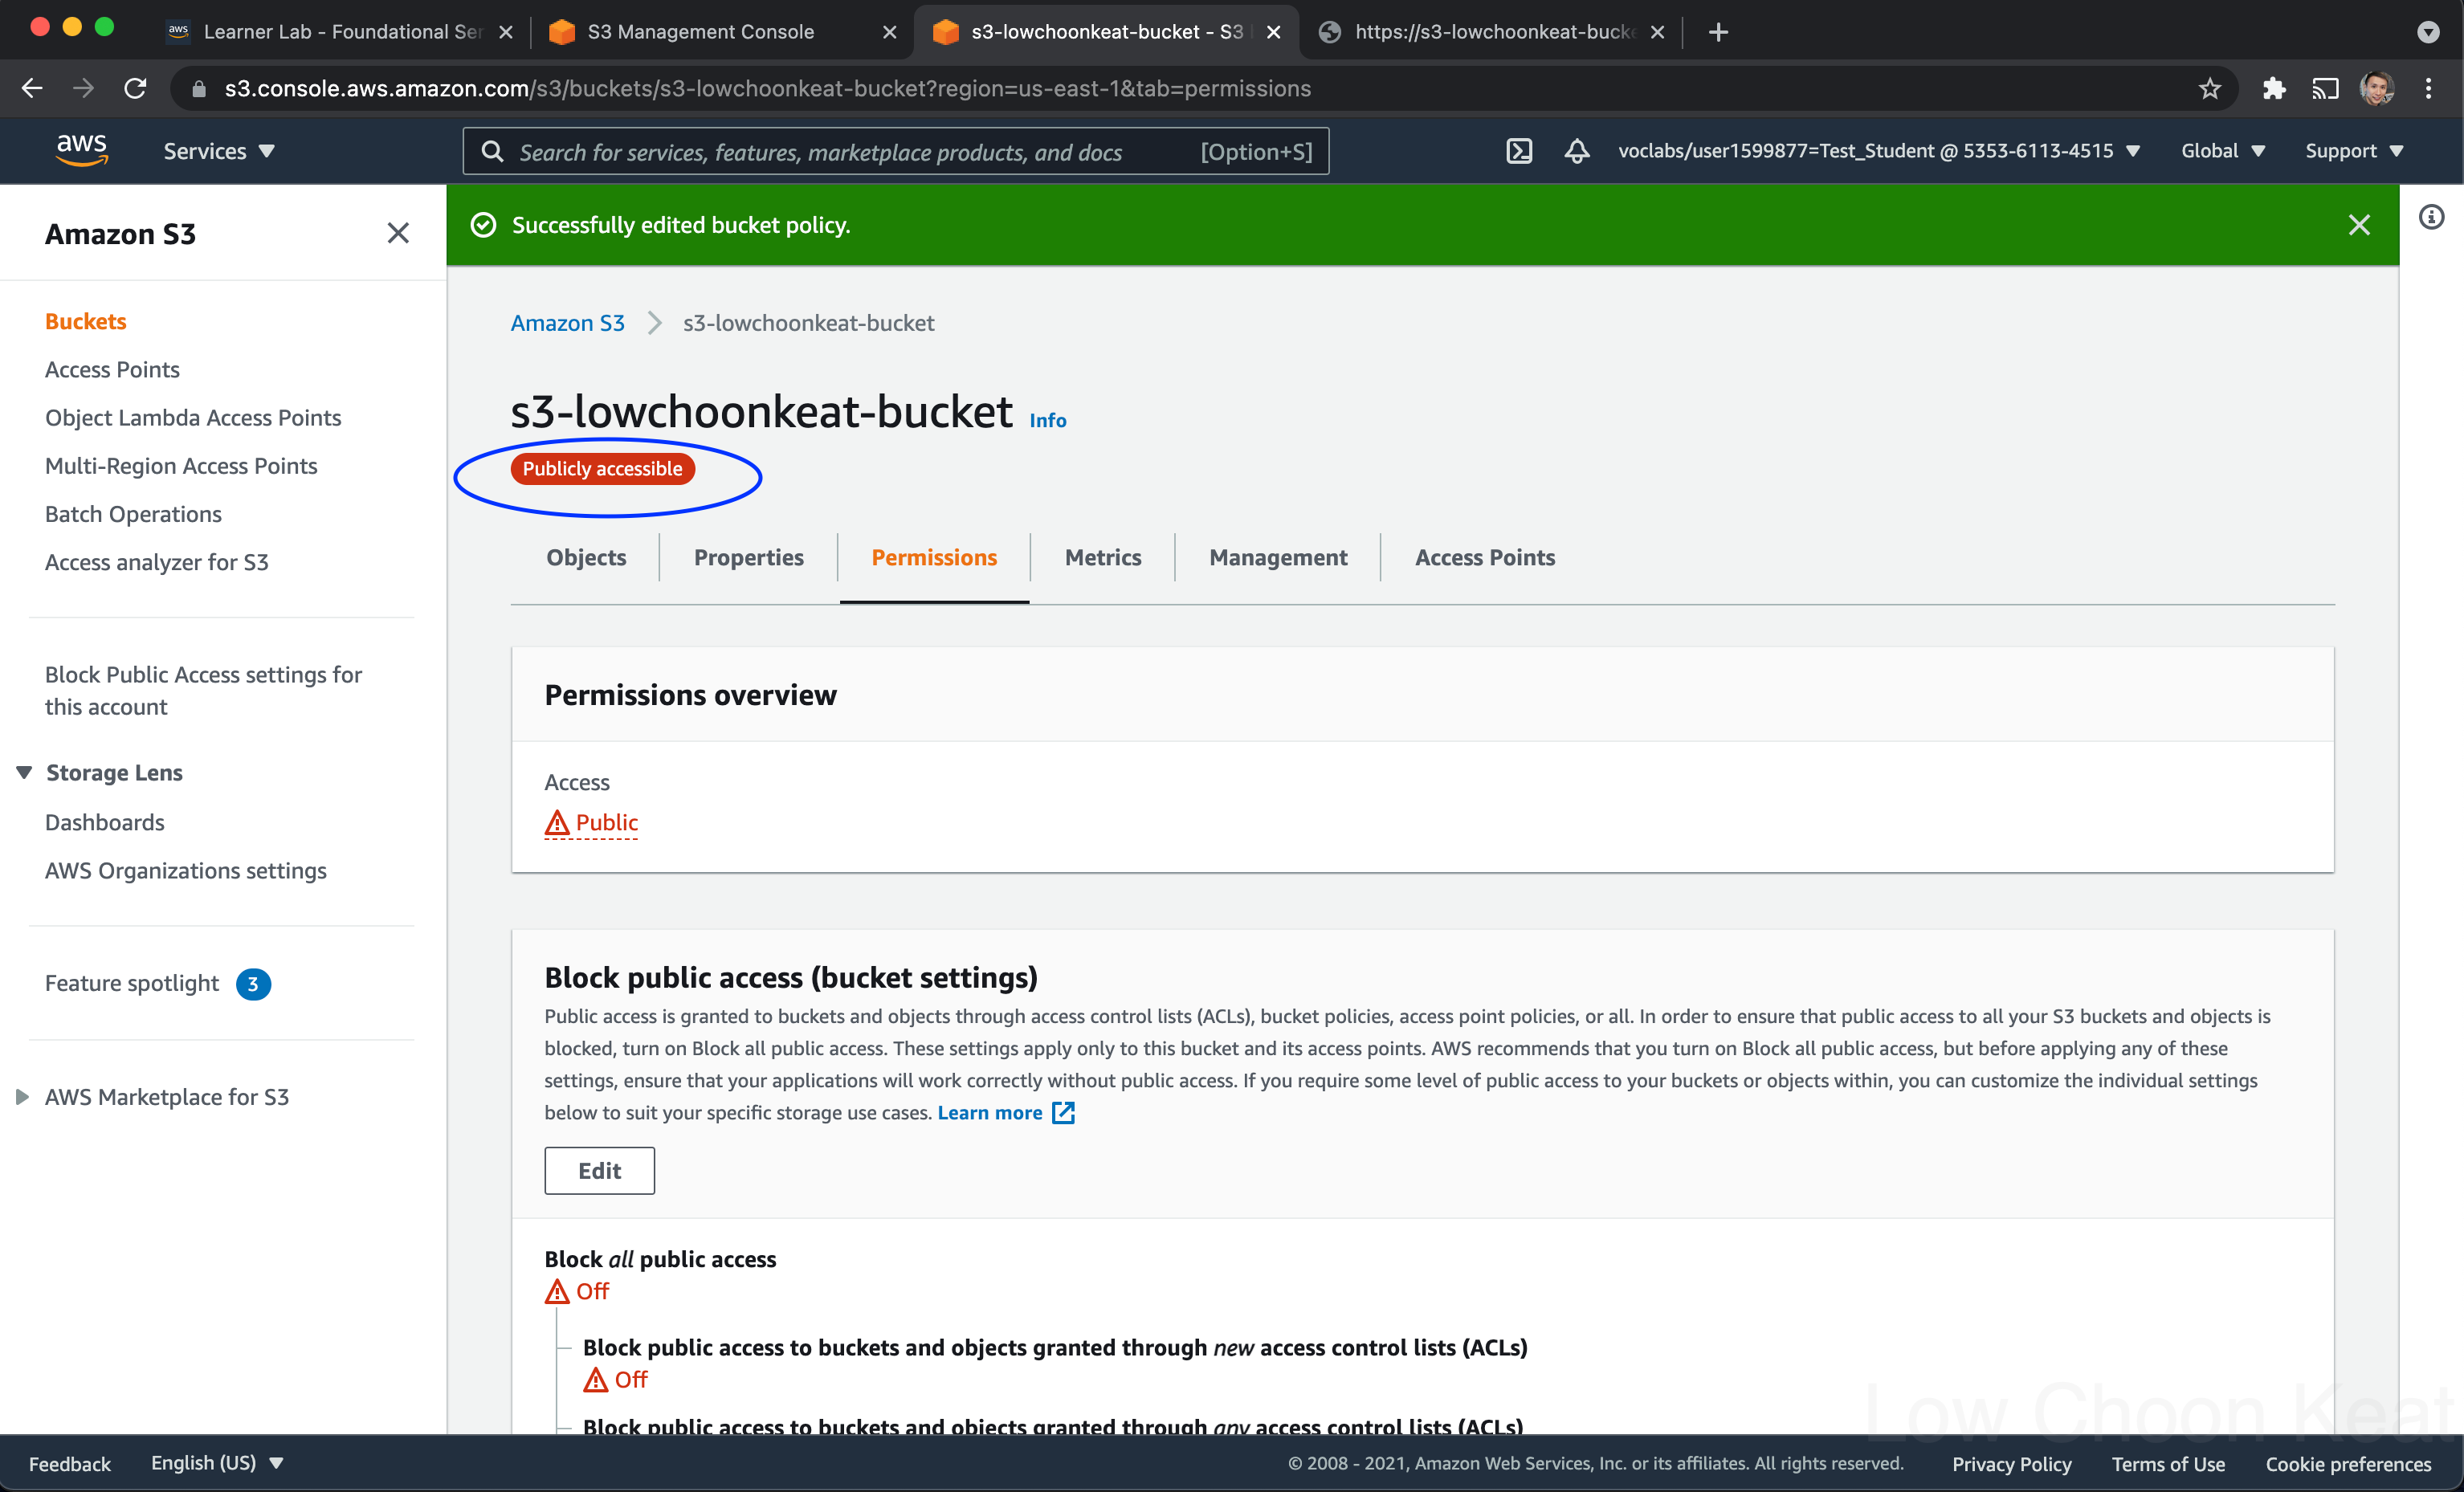 aws
Learner Lab - Foundational Ser
S3 Management Console
s3-lowchoonkeat-bucket - S3
https://s3-lowchoonkeat-bucke
s3.console.aws.amazon.com/s3/buckets/s3-lowchoonkeat-bucket?region=us-east-1&tab=permissions
aws
Services
Search for services, features, marketplace products, and docs
[Option+S]
voclabs/user1599877=Test_Student @ 5353-6113-4515
Global
Support
Amazon S3
Buckets
Access Points
Object Lambda Access Points
Multi-Region Access Points
Batch Operations
Access analyzer for S3
Block Public Access settings for
this account
Storage Lens
Dashboards
AWS Organizations settings
Feature spotlight 3
AWS Marketplace for S3
Successfully edited bucket policy.
Amazon S3
s3-lowchoonkeat-bucket
s3-lowchoonkeat-bucket Info
Publicly accessible
Objects
Properties
Permissions
Metrics
Management
Access Points
Permissions overview
Access
Public
Block public access (bucket settings)
Public access is granted to buckets and objects through access control lists (ACLs), bucket policies, access point policies, or all. In order to ensure that public access to all your S3 buckets and objects is
blocked, turn on Block all public access. These settings apply only to this bucket and its access points. AWS recommends that you turn on Block all public access, but before applying any of these
settings, ensure that your applications will work correctly without public access. If you require some level of public access to your buckets or objects within, you can customize the individual settings
below to suit your specific storage use cases. Learn more
Edit
Block all public access
Off
Block public access to buckets and objects granted through new access control lists (ACLs)
Off
Block public access to buckets and objects granted through any access control lists (ACLs)
Low Choon Keat
Feedback
English (US)
© 2008 - 2021, Amazon Web Services, Inc. or its affiliates. All rights reserved.
Privacy Policy
Terms of Use
Cookie preferences